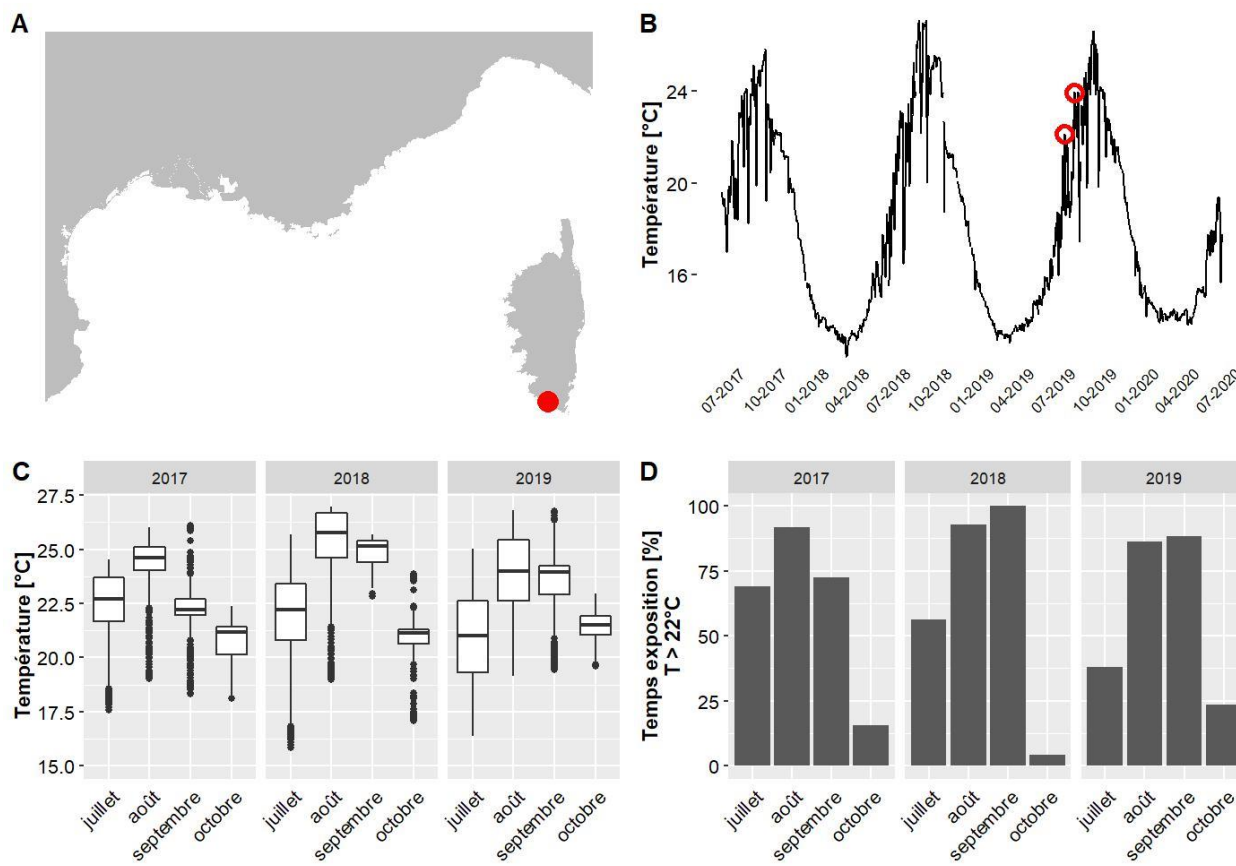 A
B
Température [°C]
24
20
16
07-2017
10-2017
01-2018
04-2018
07-2018
10-2018
01-2019
04-2019
07-2019
10-2019
01-2020
04-2020
07-2020
C
2017
2018
2019
Température [°C]
27.5
25.0
22.5
20.0
17.5
15.0
juillet
août
septembre
octobre
juillet
août
septembre
octobre
juillet
août
septembre
octobre
D
2017
2018
2019
Temps exposition [%]
T > 22°C
100
75
50
25
0
juillet
août
septembre
octobre
juillet
août
septembre
octobre
juillet
août
septembre
octobre